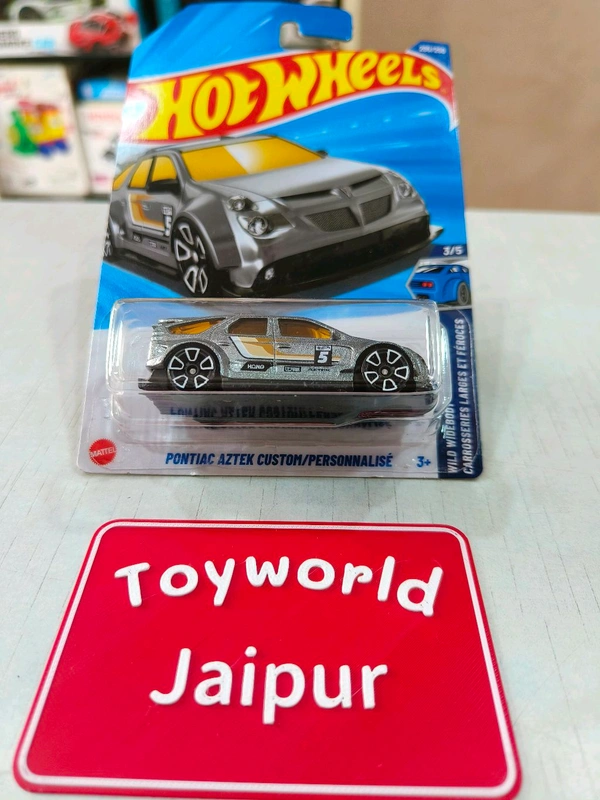 HOT WHEELS
3/5
5
WILD WIDEBODY
CARROSSERIES LARGES ET FÉROCES
MATTEL
PONTIAC AZTEK CUSTOM/PERSONNALISÉ
3+
Toyworld
Jaipur